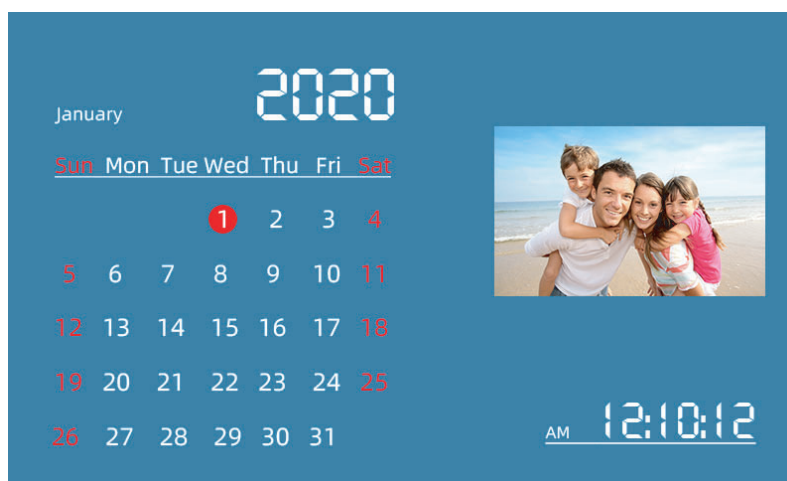 2020
January
Sun Mon Tue Wed Thu Fri Sat
1 2 3 4
5 6 7 8 9 10 11
12 13 14 15 16 17 18
19 20 21 22 23 24 25
26 27 28 29 30 31
AM 12:10:12